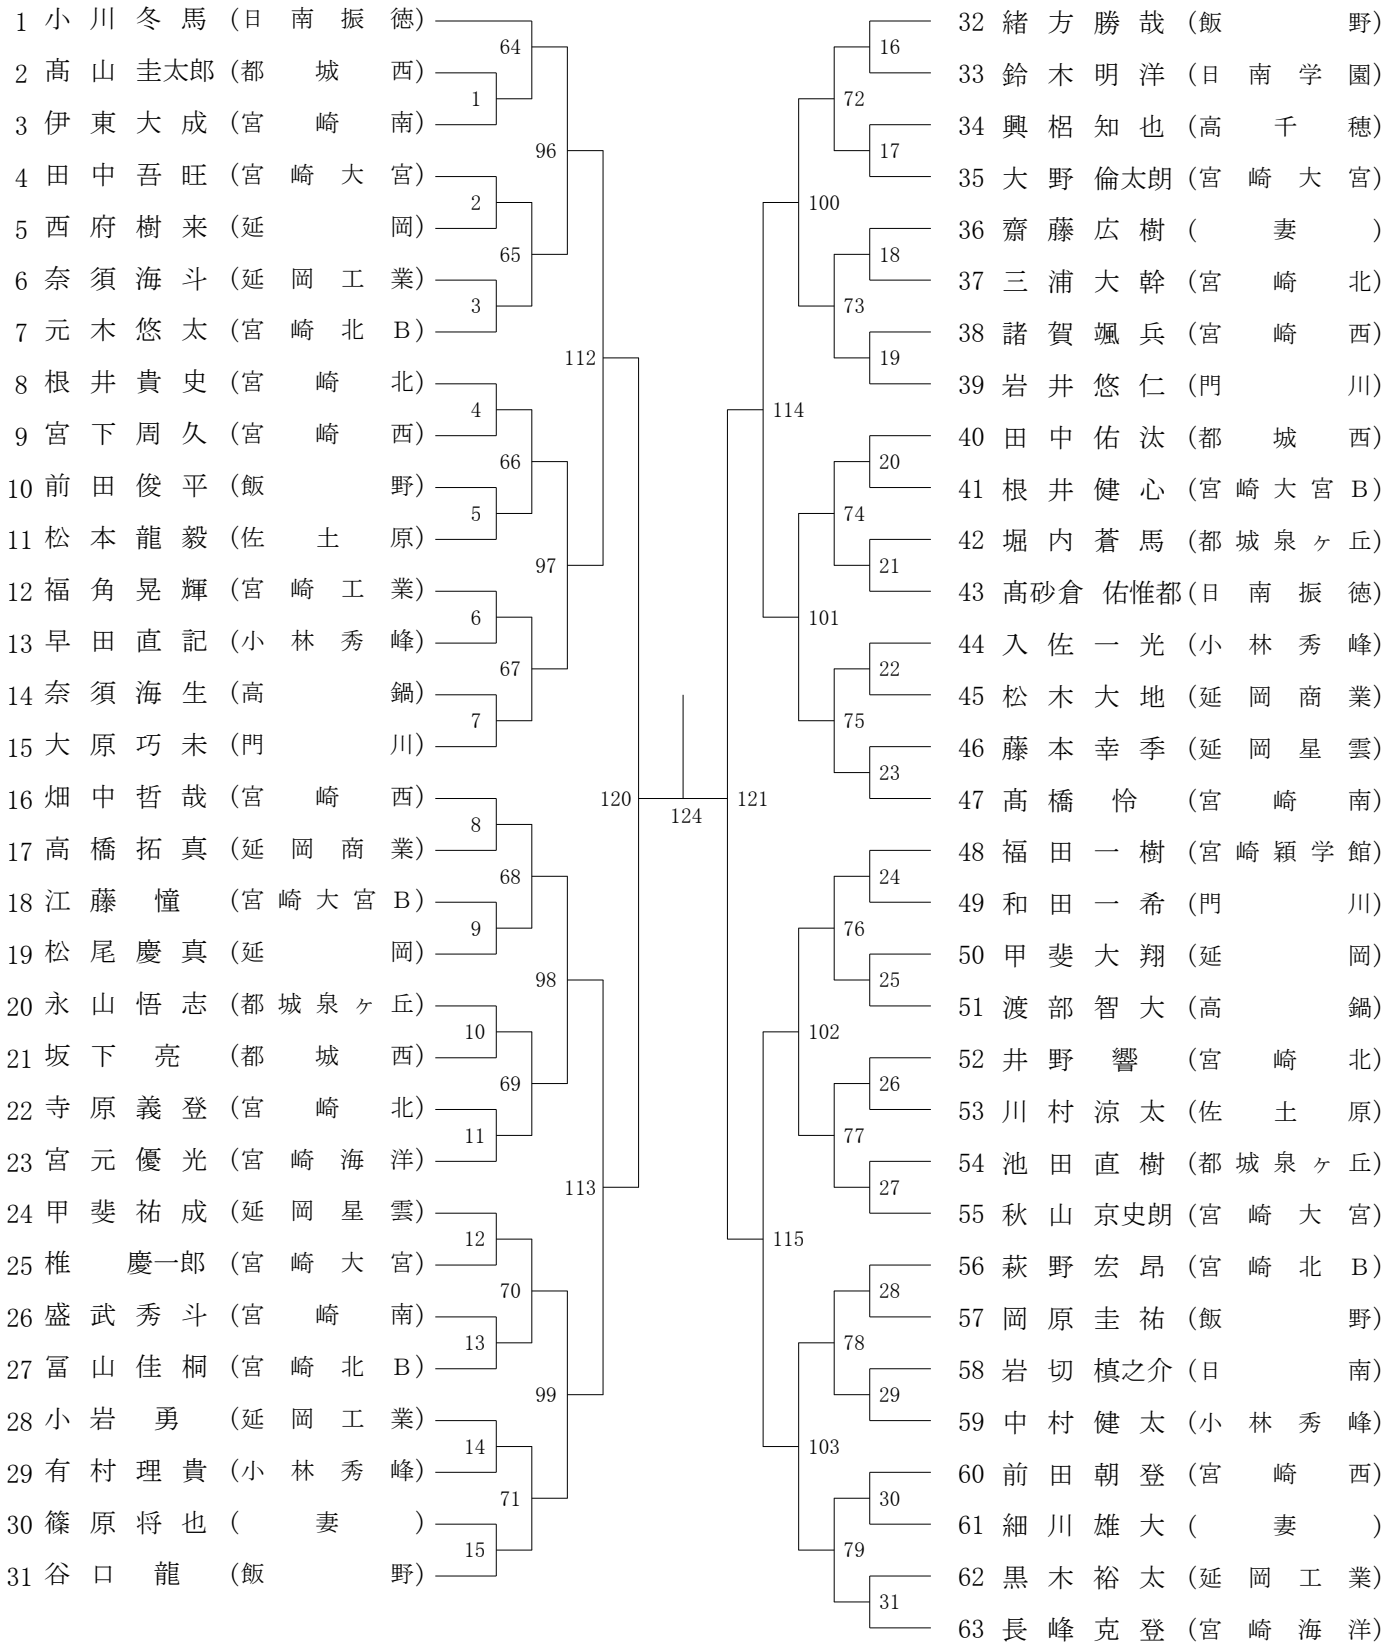 1 小川冬馬 (日南振徳)
2 髙山圭太郎 (都城西)
3 伊東大成 (宮崎南)
4 田中吾旺 (宮崎大宮)
5 西府樹来 (延岡)
6 奈須海斗 (延岡工業)
7 元木悠太 (宮崎北B)
8 根井貴史 (宮崎北)
9 宮下周久 (宮崎西)
10 前田俊平 (飯野)
11 松本龍毅 (佐土原)
12 福角晃輝 (宮崎工業)
13 早田直記 (小林秀峰)
14 奈須海生 (高鍋)
15 大原巧未 (門川)
16 畑中哲哉 (宮崎西)
17 高橋拓真 (延岡商業)
18 江藤憧 (宮崎大宮B)
19 松尾慶真 (延岡)
20 永山悟志 (都城泉ヶ丘)
21 坂下亮 (都城西)
22 寺原義登 (宮崎北)
23 宮元優光 (宮崎海洋)
24 甲斐祐成 (延岡星雲)
25 椎慶一郎 (宮崎大宮)
26 盛武秀斗 (宮崎南)
27 冨山佳桐 (宮崎北B)
28 小岩勇 (延岡工業)
29 有村理貴 (小林秀峰)
30 篠原将也 (妻)
31 谷口龍 (飯野)
64
1
96
2
65
3
112
4
66
5
97
6
67
7
120
8
68
9
98
10
69
11
113
12
70
13
99
14
71
15
124
121
16
72
17
100
18
73
19
114
20
74
21
101
22
75
23
24
76
25
102
26
77
27
115
28
78
29
103
30
79
31
32 緒方勝哉 (飯野)
33 鈴木明洋 (日南学園)
34 興梠知也 (高千穂)
35 大野倫太朗 (宮崎大宮)
36 齋藤広樹 (妻)
37 三浦大幹 (宮崎北)
38 諸賀颯兵 (宮崎西)
39 岩井悠仁 (門川)
40 田中佑汰 (都城西)
41 根井健心 (宮崎大宮B)
42 堀内蒼馬 (都城泉ヶ丘)
43 髙砂倉佑惟都 (日南振徳)
44 入佐一光 (小林秀峰)
45 松木大地 (延岡商業)
46 藤本幸季 (延岡星雲)
47 髙橋怜 (宮崎南)
48 福田一樹 (宮崎穎学館)
49 和田一希 (門川)
50 甲斐大翔 (延岡)
51 渡部智大 (高鍋)
52 井野響 (宮崎北)
53 川村涼太 (佐土原)
54 池田直樹 (都城泉ヶ丘)
55 秋山京史朗 (宮崎大宮)
56 萩野宏昂 (宮崎北B)
57 岡原圭祐 (飯野)
58 岩切槙之介 (日南)
59 中村健太 (小林秀峰)
60 前田朝登 (宮崎西)
61 細川雄大 (妻)
62 黒木裕太 (延岡工業)
63 長峰克登 (宮崎海洋)